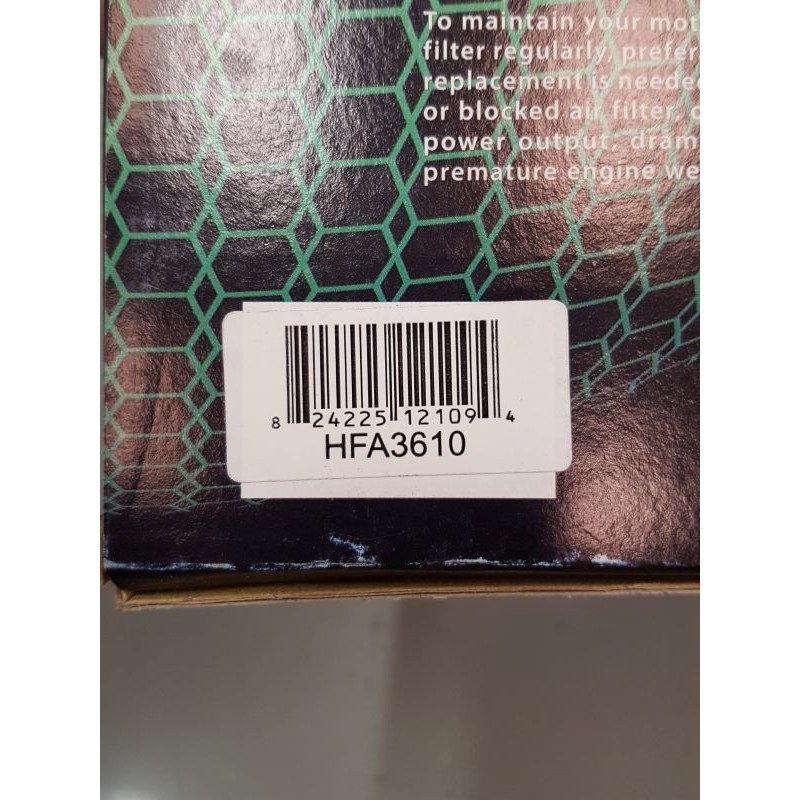 To maintain your mot
filter regularly, prefer
replacement is neede
or blocked air filter, c
power output, dram
premature engine we
8 24225 12109 4
HFA3610